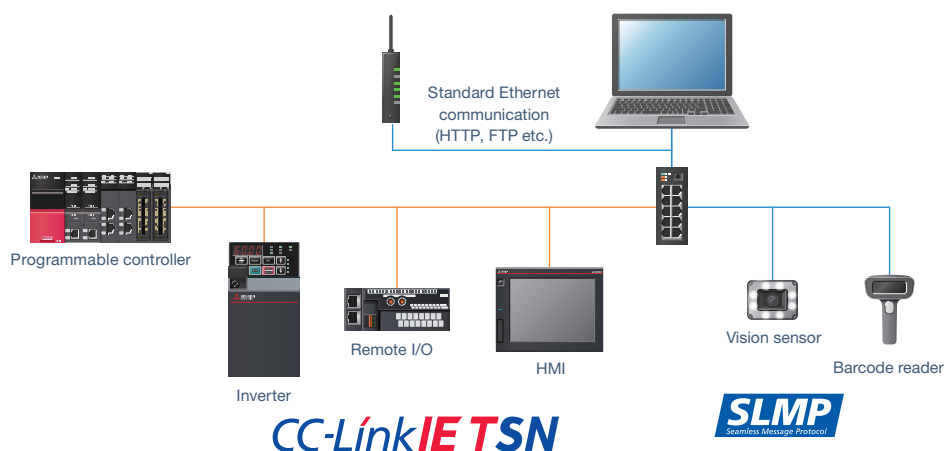 Standard Ethernet
communication
(HTTP, FTP etc.)
Programmable controller
Inverter
Remote I/O
HMI
Vision sensor
Barcode reader
CC-Link IE TSN
SLMP
Seamless Message Protocol